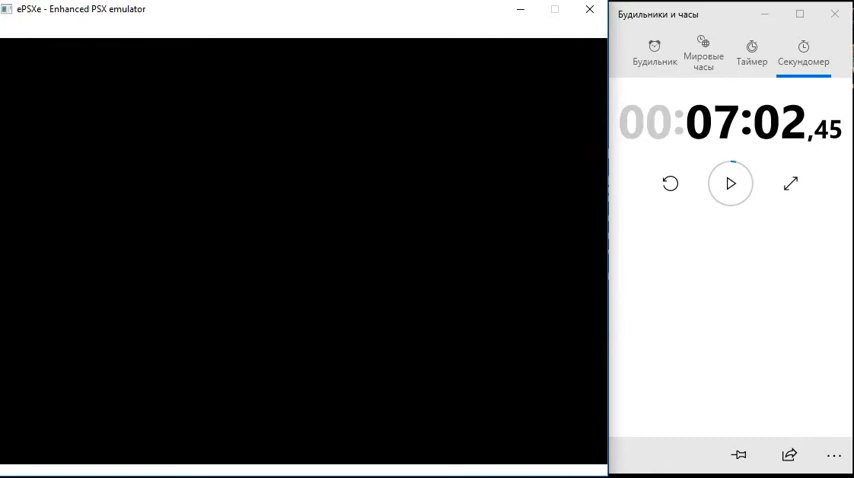 ePSXe - Enhanced PSX emulator
Будильники и часы
Будильник
Мировые
часы
Таймер
Секундомер
00:07:02,45